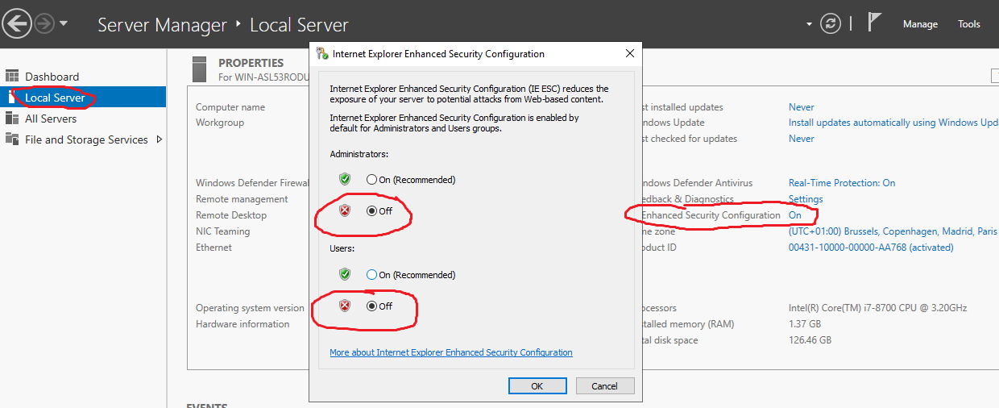 Server Manager ‣ Local Server
Manage
Tools
Dashboard
Local Server
All Servers
File and Storage Services
PROPERTIES
For WIN-ASL53RODU
Computer name
Workgroup
Windows Defender Firewa
Remote management
Remote Desktop
NIC Teaming
Ethernet
Operating system version
Hardware information
Internet Explorer Enhanced Security Configuration
Internet Explorer Enhanced Security Configuration (IE ESC) reduces the
exposure of your server to potential attacks from Web-based content.
Internet Explorer Enhanced Security Configuration is enabled by
default for Administrators and Users groups.
Administrators:
On (Recommended)
Off
Users:
On (Recommended)
Off
More about Internet Explorer Enhanced Security Configuration
OK
Cancel
st installed updates Never
ndows Update Install updates automatically using Windows Upd
st checked for updates Never
ndows Defender Antivirus Real-Time Protection: On
edback & Diagnostics Settings
Enhanced Security Configuration On
me zone (UTC+01:00) Brussels, Copenhagen, Madrid, Paris
oduct ID 00431-10000-00000-AA768 (activated)
ocessors Intel(R) Core(TM) i7-8700 CPU @ 3.20GHz
stalled memory (RAM) 1.37 GB
tal disk space 126.46 GB
EVENTS